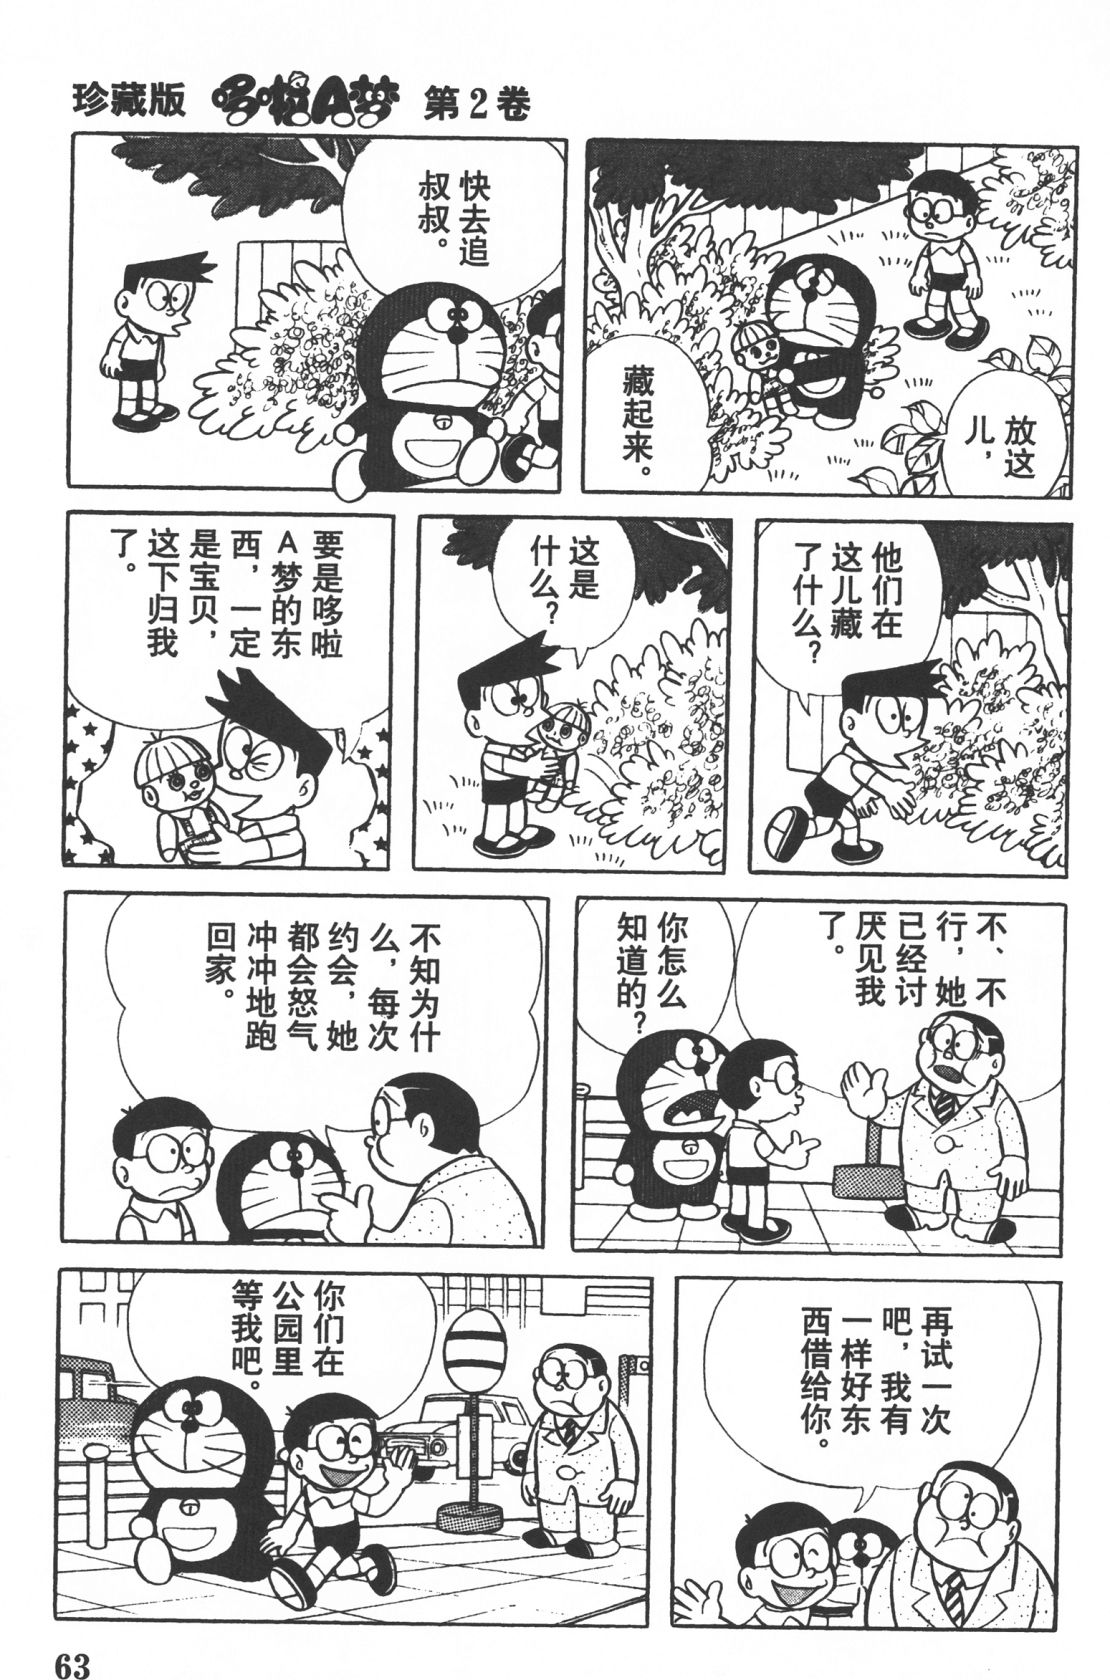 珍藏版 哆啦A梦 第2卷
放这
儿，
藏起来。
快去追
叔叔。
他们在
这儿藏
了什么？
这是
什么？
要是哆啦
A梦的东
西，一定
是宝贝，
这下归我
了。
不、不
行，她
已经讨
厌见我
了。
你怎么
知道的？
不知为什
么，每次
约会，她
都会怒气
冲冲地跑
回家。
再试一次
吧，我有
一样好东
西借给你。
你们在
公园里
等我吧。
63